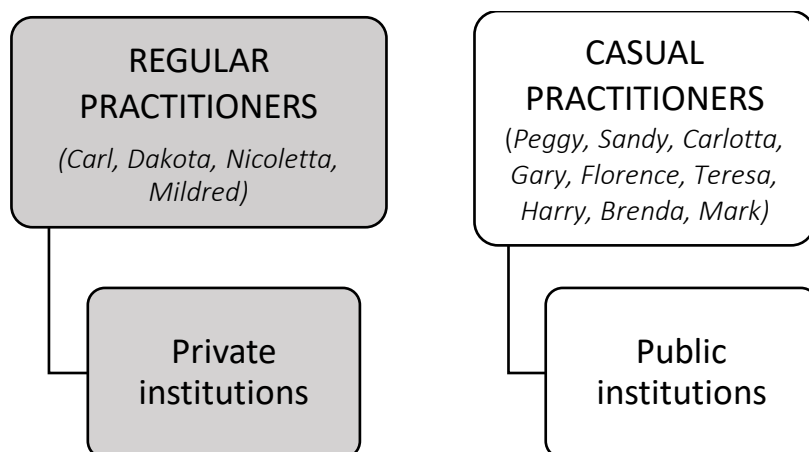 REGULAR
PRACTITIONERS
(Carl, Dakota, Nicoletta,
Mildred)
Private
institutions
CASUAL
PRACTITIONERS
(Peggy, Sandy, Carlotta,
Gary, Florence, Teresa,
Harry, Brenda, Mark)
Public
institutions